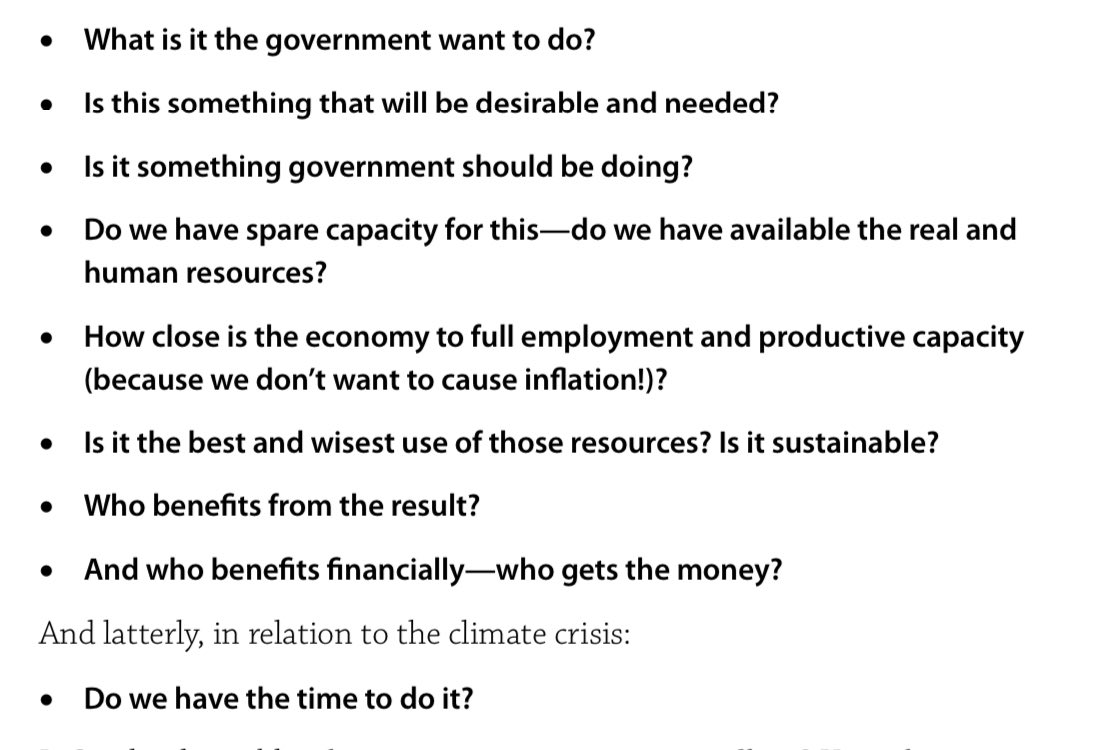 • What is it the government want to do?
• Is this something that will be desirable and needed?
• Is it something government should be doing?
• Do we have spare capacity for this—do we have available the real and
human resources?
• How close is the economy to full employment and productive capacity
(because we don’t want to cause inflation!)?
• Is it the best and wisest use of those resources? Is it sustainable?
• Who benefits from the result?
• And who benefits financially—who gets the money?
And latterly, in relation to the climate crisis:
• Do we have the time to do it?